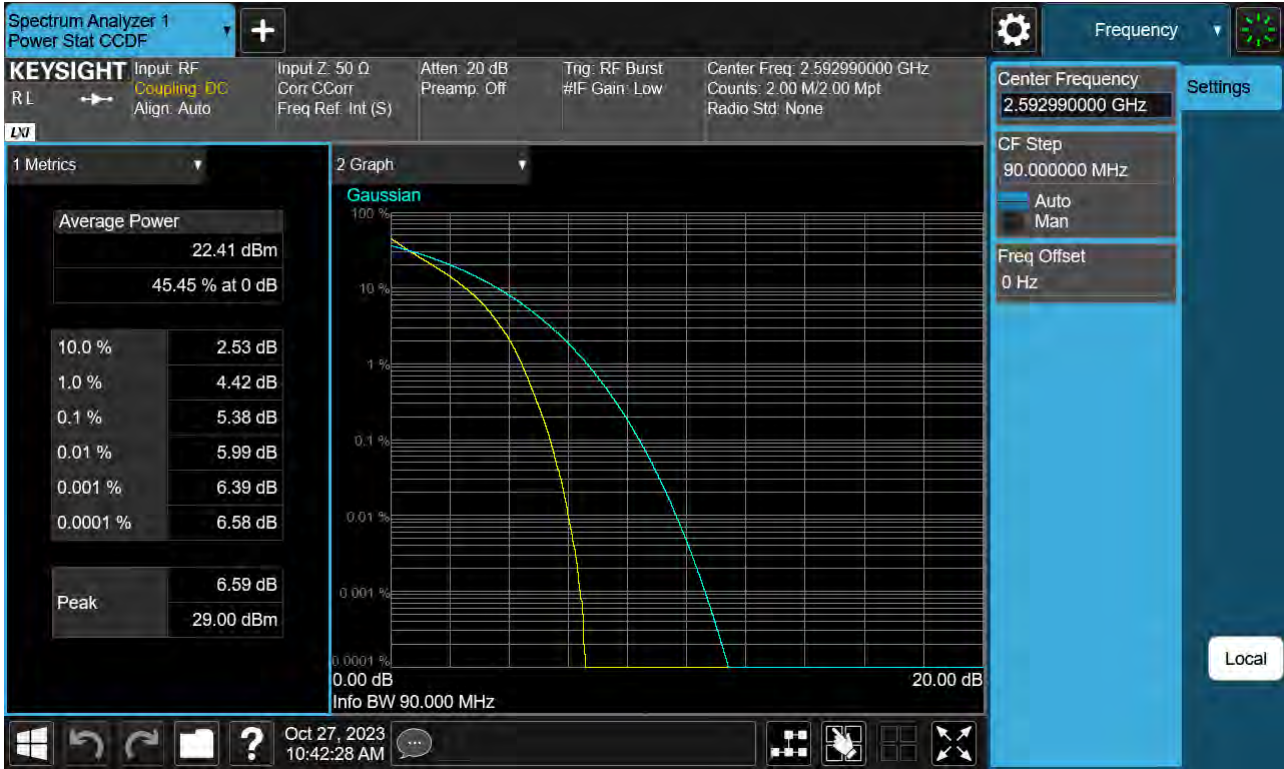 Spectrum Analyzer 1
Power Stat CCDF
+
Frequency
KEYSIGHT
R L
LXI
Input: RF
Coupling: DC
Align: Auto
Input Z: 50 Ω
Corr CCorr
Freq Ref: Int (S)
Atten: 20 dB
Preamp: Off
Trig: RF Burst
#IF Gain: Low
Center Freq: 2.592990000 GHz
Counts: 2.00 M/2.00 Mpt
Radio Std: None
Center Frequency
2.592990000 GHz
Settings
CF Step
90.000000 MHz
Auto
Man
Freq Offset
0 Hz
Local
1 Metrics
Average Power
22.41 dBm
45.45 % at 0 dB
10.0 % 2.53 dB
1.0 % 4.42 dB
0.1 % 5.38 dB
0.01 % 5.99 dB
0.001 % 6.39 dB
0.0001 % 6.58 dB
Peak
6.59 dB
29.00 dBm
2 Graph
Gaussian
100 %
10 %
1 %
0.1 %
0.01 %
0.001 %
0.0001 %
0.00 dB 20.00 dB
Info BW 90.000 MHz
?
Oct 27, 2023
10:42:28 AM